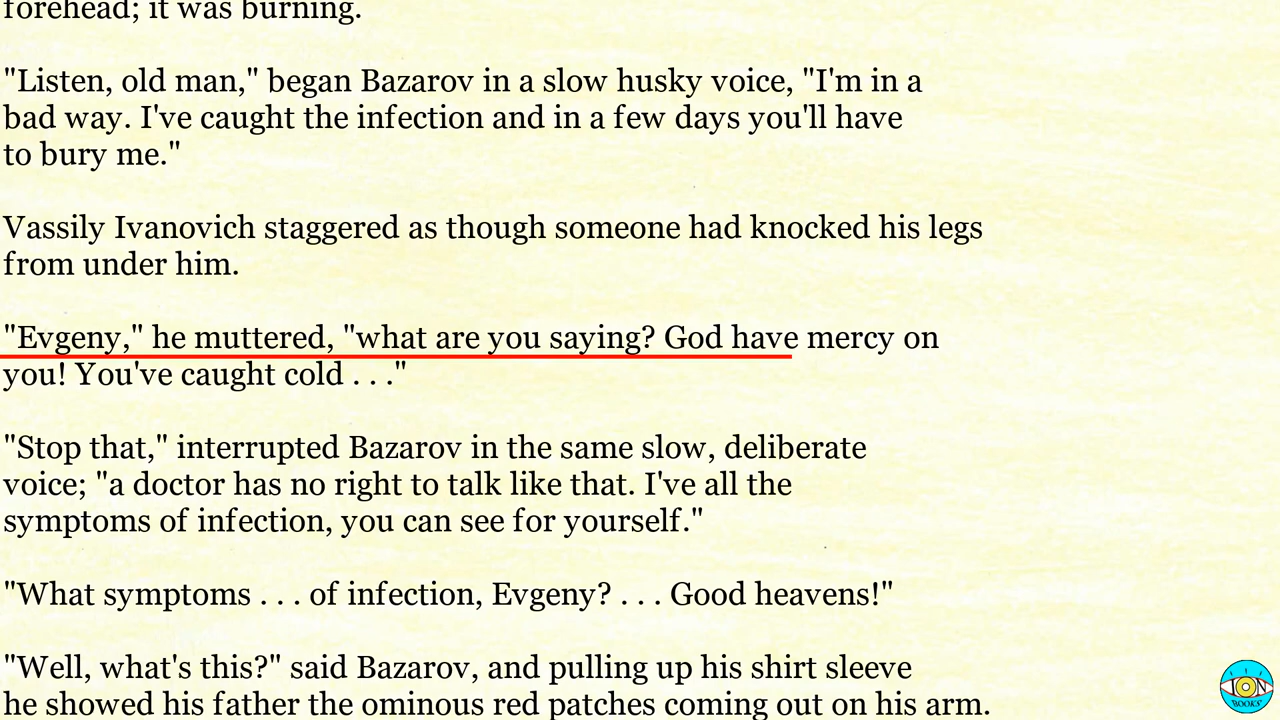 forehead; it was burning.
"Listen, old man," began Bazarov in a slow husky voice, "I'm in a
bad way. I've caught the infection and in a few days you'll have
to bury me."
Vassily Ivanovich staggered as though someone had knocked his legs
from under him.
"Evgeny," he muttered, "what are you saying? God have mercy on
you! You've caught cold . . ."
"Stop that," interrupted Bazarov in the same slow, deliberate
voice; "a doctor has no right to talk like that. I've all the
symptoms of infection, you can see for yourself."
"What symptoms . . . of infection, Evgeny? . . . Good heavens!"
"Well, what's this?" said Bazarov, and pulling up his shirt sleeve
he showed his father the ominous red patches coming out on his arm.
ION
BOOKS